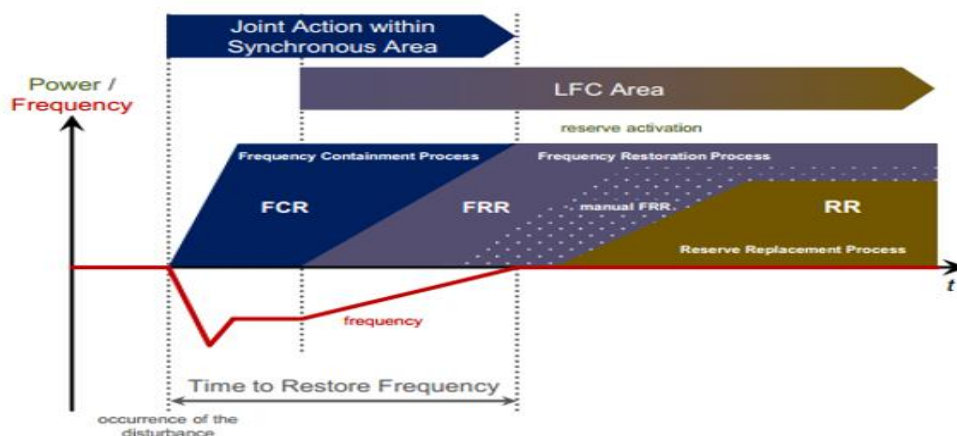 Joint Action within
Synchronous Area
Power /
Frequency
LFC Area
reserve activation
Frequency Containment Process
Frequency Restoration Process
FCR
FRR
manual FRR
RR
Reserve Replacement Process
t
frequency
Time to Restore Frequency
occurrence of the
disturbance